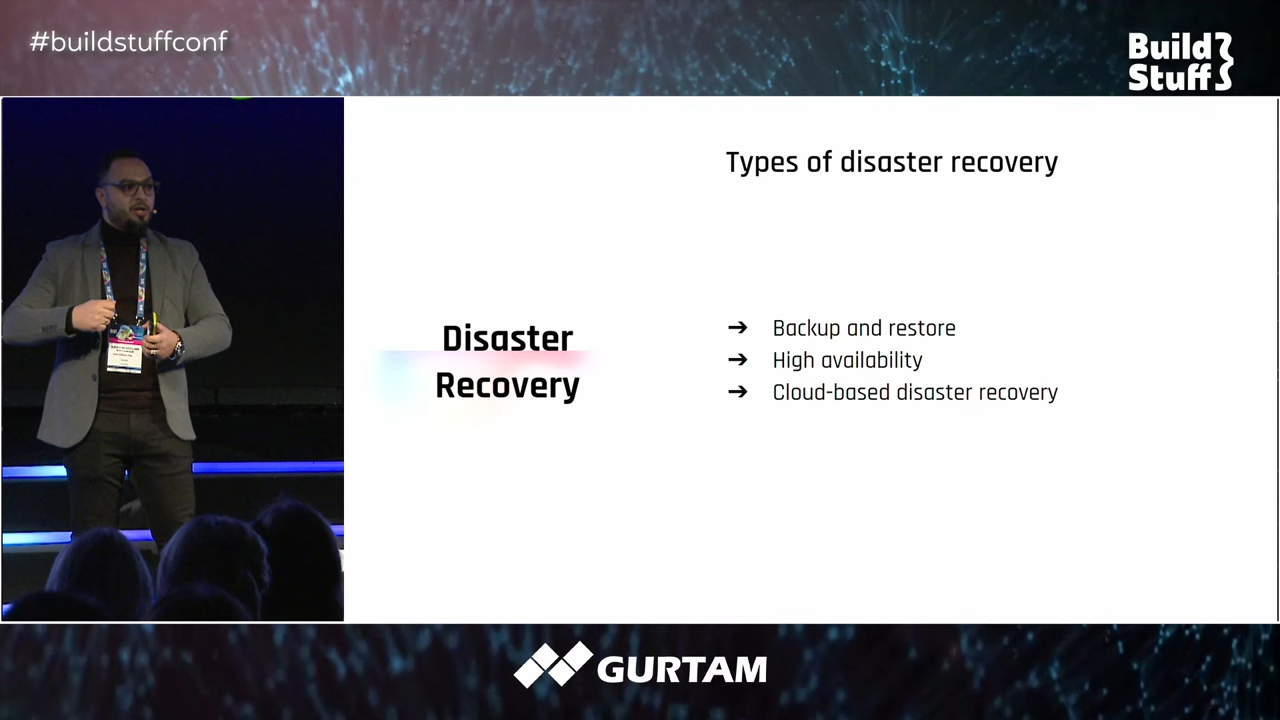 #buildstuffconf
Build
Stuff
Types of disaster recovery
Disaster
Recovery
➔ Backup and restore
➔ High availability
➔ Cloud-based disaster recovery
GURTAM